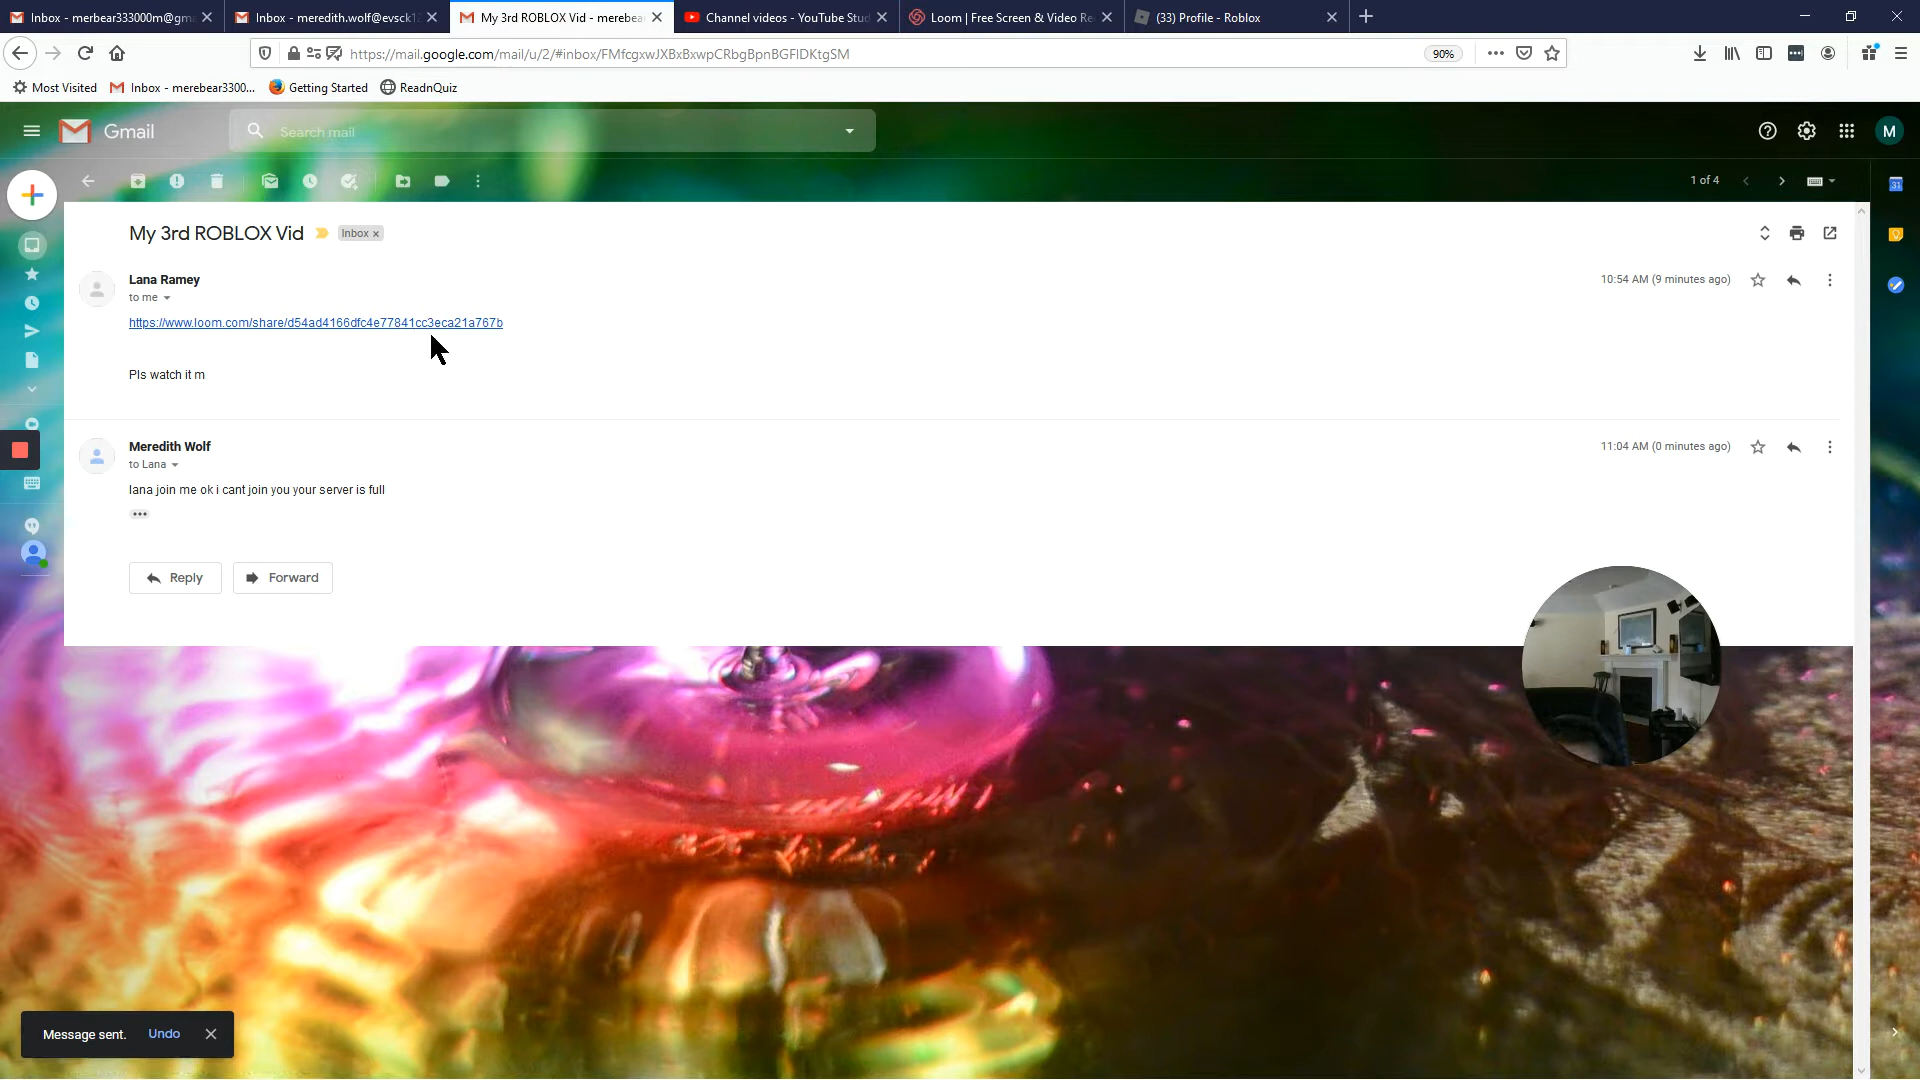 Inbox - merbear333000m@gm
Inbox - meredith.wolf@evsck1
My 3rd ROBLOX Vid - merebea
Channel videos - YouTube Stud
Loom | Free Screen & Video Re
(33) Profile - Roblox
https://mail.google.com/mail/u/2/#inbox/FMfcgxwJXBxBxwpCRbgBpnBGFlDKtgSM
90%
Most Visited
Inbox - merebear3300...
Getting Started
ReadnQuiz
Gmail
Search mail
M
1 of 4
31
My 3rd ROBLOX Vid
Inbox x
Lana Ramey
10:54 AM (9 minutes ago)
to me
https://www.loom.com/share/d54ad4166dfc4e77841cc3eca21a767b
Pls watch it m
Meredith Wolf
11:04 AM (0 minutes ago)
to Lana
lana join me ok i cant join you your server is full
Reply
Forward
Message sent.
Undo